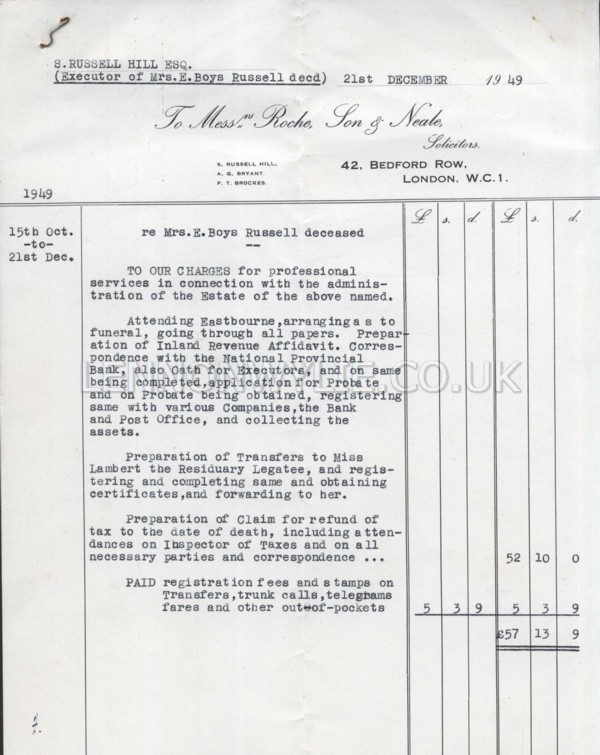 S.RUSSELL HILL ESQ.
(Executor of Mrs.E.Boys Russell decd) 21st DECEMBER 1949
To Messrs Roche, Son & Neale,
Solicitors.
S. RUSSELL HILL.
A. G. BRYANT.
F. T. BROCKES.
42, BEDFORD ROW,
LONDON. W.C.1.
1949
£ s. d. £ s. d.
15th Oct.
-to-
21st Dec.
re Mrs.E.Boys Russell deceased
--
TO OUR CHARGES for professional
services in connection with the adminis-
tration of the Estate of the above named.
Attending Eastbourne,arranging a s to
funeral, going through all papers. Prepar-
ation of Inland Revenue Affidavit. Corres-
pondence with the National Provincial
Bank, also Oath for Executors, and on same
being completed,application for Probate
and on Probate being obtained, registering
same with various Companies,the Bank
and Post Office, and collecting the
assets.
Preparation of Transfers to Miss
Lambert the Residuary Legatee, and regis-
tering and completing same and obtaining
certificates,and forwarding to her.
Preparation of Claim for refund of
tax to the date of death, including atten-
dances on Inspector of Taxes and on all
necessary parties and correspondence ... 52 10 0
PAID registration fees and stamps on
Transfers,trunk calls,telegrams
fares and other out-of-pockets 5 3 9 5 3 9
£57 13 9
LENNONWYLIE.CO.UK